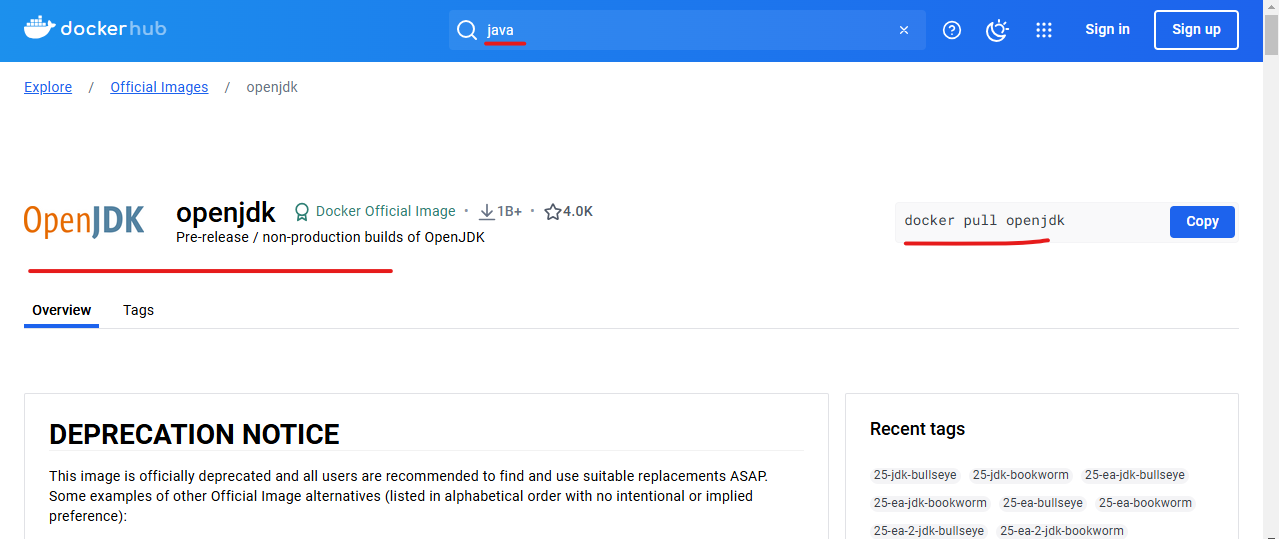 dockerhub
java
Sign in
Sign up
Explore / Official Images / openjdk
OpenJDK
openjdk
Docker Official Image • 1B+ • 4.0K
Pre-release / non-production builds of OpenJDK
docker pull openjdk
Copy
Overview
Tags
DEPRECATION NOTICE
This image is officially deprecated and all users are recommended to find and use suitable replacements ASAP.
Some examples of other Official Image alternatives (listed in alphabetical order with no intentional or implied
preference):
Recent tags
25-jdk-bullseye 25-jdk-bookworm 25-ea-jdk-bullseye
25-ea-jdk-bookworm 25-ea-bullseye 25-ea-bookworm
25-ea-2-jdk-bullseye 25-ea-2-jdk-bookworm